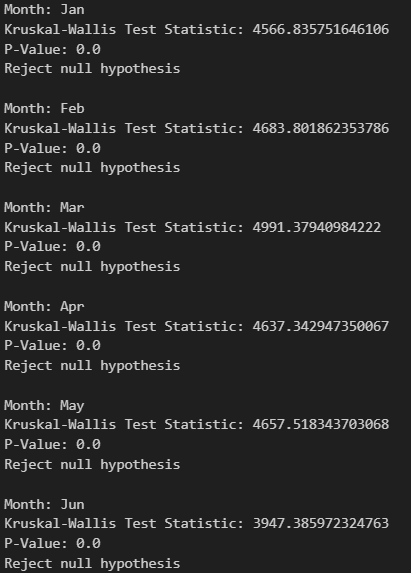 Month: Jan
Kruskal-Wallis Test Statistic: 4566.835751646106
P-Value: 0.0
Reject null hypothesis
Month: Feb
Kruskal-Wallis Test Statistic: 4683.801862353786
P-Value: 0.0
Reject null hypothesis
Month: Mar
Kruskal-Wallis Test Statistic: 4991.37940984222
P-Value: 0.0
Reject null hypothesis
Month: Apr
Kruskal-Wallis Test Statistic: 4637.342947350067
P-Value: 0.0
Reject null hypothesis
Month: May
Kruskal-Wallis Test Statistic: 4657.518343703068
P-Value: 0.0
Reject null hypothesis
Month: Jun
Kruskal-Wallis Test Statistic: 3947.385972324763
P-Value: 0.0
Reject null hypothesis